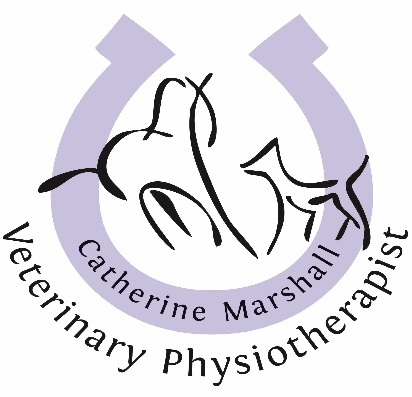 Catherine Marshall
Veterinary Physiotherapist